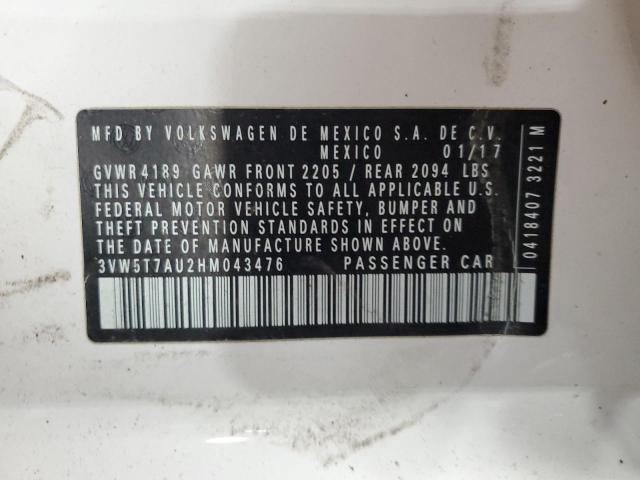 MFD BY VOLKSWAGEN DE MEXICO S.A. DE C.V.
MEXICO 01/17
GVWR 4189 GAWR FRONT 2205 / REAR 2094 LBS
THIS VEHICLE CONFORMS TO ALL APPLICABLE U.S.
FEDERAL MOTOR VEHICLE SAFETY, BUMPER AND
THEFT PREVENTION STANDARDS IN EFFECT ON
THE DATE OF MANUFACTURE SHOWN ABOVE.
3VW5T7AU2HM043476 PASSENGER CAR
0418407 3221 M